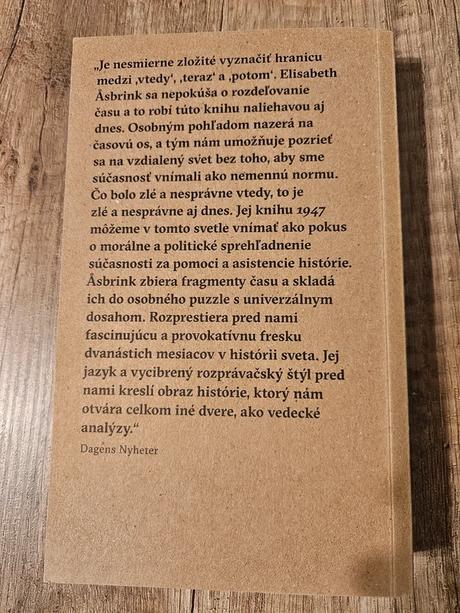 „Je nesmierne zložité vyznačiť hranicu
medzi ‚vtedy‘, ‚teraz‘ a ‚potom‘. Elisabeth
Åsbrink sa nepokúša o rozdeľovanie
času a to robí túto knihu naliehavou aj
dnes. Osobným pohľadom nazerá na
časovú os, a tým nám umožňuje pozrieť
sa na vzdialený svet bez toho, aby sme
súčasnosť vnímali ako nemennú normu.
Čo bolo zlé a nesprávne vtedy, to je
zlé a nesprávne aj dnes. Jej knihu 1947
môžeme v tomto svetle vnímať ako pokus
o morálne a politické sprehľadnenie
súčasnosti za pomoci a asistencie histórie.
Åsbrink zbiera fragmenty času a skladá
ich do osobného puzzle s univerzálnym
dosahom. Rozprestiera pred nami
fascinujúcu a provokatívnu fresku
dvanástich mesiacov v histórii sveta. Jej
jazyk a vycibrený rozprávačský štýl pred
nami kreslí obraz histórie, ktorý nám
otvára celkom iné dvere, ako vedecké
analýzy.“
Dagens Nyheter